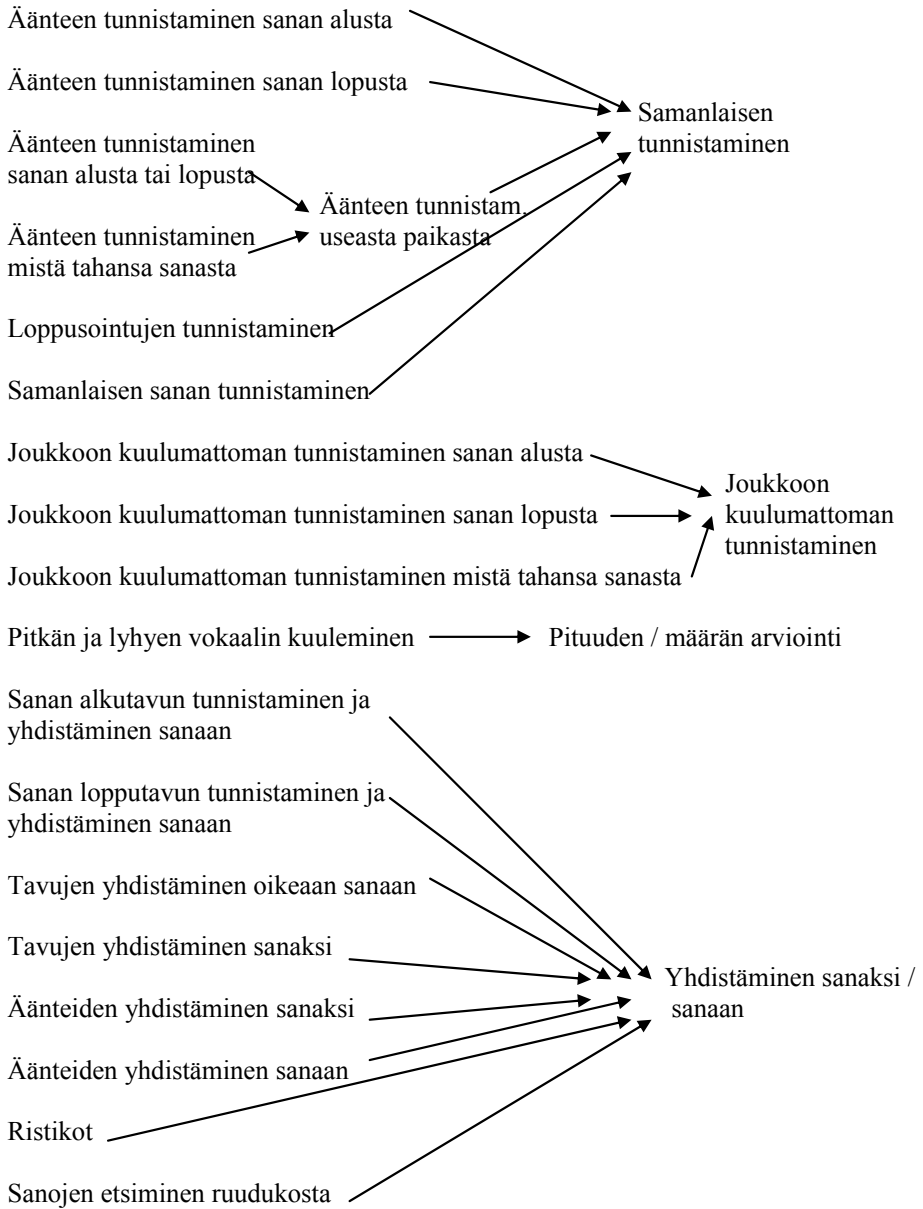 Äänteen tunnistaminen sanan alusta
Äänteen tunnistaminen sanan lopusta
Samanlaisen
tunnistaminen
Äänteen tunnistaminen
sanan alusta tai lopusta
Äänteen tunnistam.
useasta paikasta
Äänteen tunnistaminen
mistä tahansa sanasta
Loppusointujen tunnistaminen
Samanlaisen sanan tunnistaminen
Joukkoon kuulumattoman tunnistaminen sanan alusta
Joukkoon
kuulumattoman
tunnistaminen
Joukkoon kuulumattoman tunnistaminen sanan lopusta
Joukkoon kuulumattoman tunnistaminen mistä tahansa sanasta
Pitkän ja lyhyen vokaalin kuuleminen
Pituuden / määrän arviointi
Sanan alkutavun tunnistaminen ja
yhdistäminen sanaan
Sanan lopputavun tunnistaminen ja
yhdistäminen sanaan
Tavujen yhdistäminen oikeaan sanaan
Tavujen yhdistäminen sanaksi
Yhdistäminen sanaksi /
sanaan
Äänteiden yhdistäminen sanaksi
Äänteiden yhdistäminen sanaan
Ristikot
Sanojen etsiminen ruudukosta